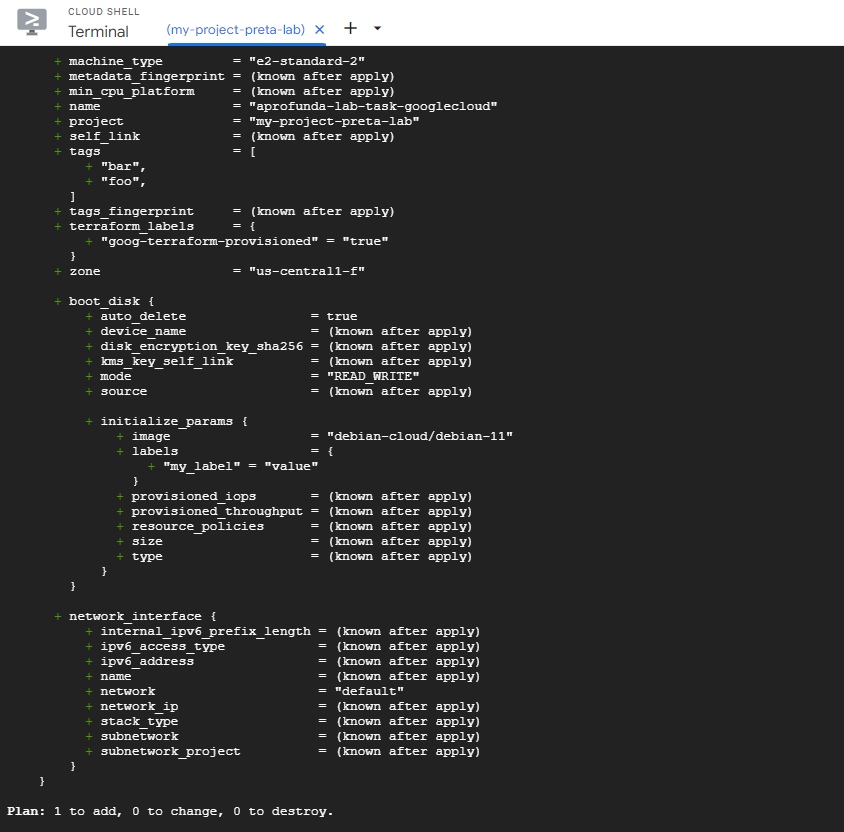 CLOUD SHELL
Terminal
(my-project-preta-lab) × + ▾
+ machine_type = "e2-standard-2"
+ metadata_fingerprint = (known after apply)
+ min_cpu_platform = (known after apply)
+ name = "aprofunda-lab-task-googlecloud"
+ project = "my-project-preta-lab"
+ self_link = (known after apply)
+ tags = [
+ "bar",
+ "foo",
]
+ tags_fingerprint = (known after apply)
+ terraform_labels = {
+ "goog-terraform-provisioned" = "true"
}
+ zone = "us-central1-f"
+ boot_disk {
+ auto_delete = true
+ device_name = (known after apply)
+ disk_encryption_key_sha256 = (known after apply)
+ kms_key_self_link = (known after apply)
+ mode = "READ_WRITE"
+ source = (known after apply)
+ initialize_params {
+ image = "debian-cloud/debian-11"
+ labels = {
+ "my_label" = "value"
}
+ provisioned_iops = (known after apply)
+ provisioned_throughput = (known after apply)
+ resource_policies = (known after apply)
+ size = (known after apply)
+ type = (known after apply)
}
}
+ network_interface {
+ internal_ipv6_prefix_length = (known after apply)
+ ipv6_access_type = (known after apply)
+ ipv6_address = (known after apply)
+ name = (known after apply)
+ network = "default"
+ network_ip = (known after apply)
+ stack_type = (known after apply)
+ subnetwork = (known after apply)
+ subnetwork_project = (known after apply)
}
}
Plan: 1 to add, 0 to change, 0 to destroy.